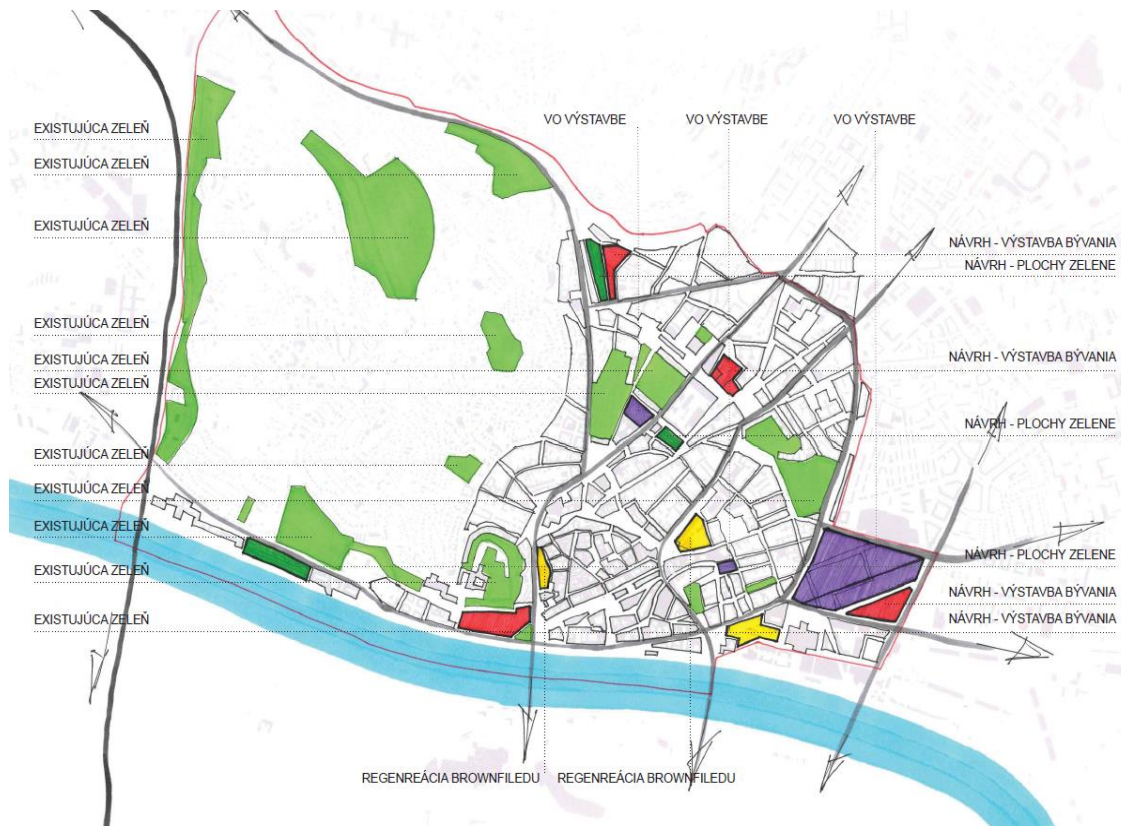 VO VÝSTAVBE
VO VÝSTAVBE
VO VÝSTAVBE
EXISTUJÚCA ZELEŇ
EXISTUJÚCA ZELEŇ
EXISTUJÚCA ZELEŇ
EXISTUJÚCA ZELEŇ
EXISTUJÚCA ZELEŇ
EXISTUJÚCA ZELEŇ
EXISTUJÚCA ZELEŇ
EXISTUJÚCA ZELEŇ
EXISTUJÚCA ZELEŇ
EXISTUJÚCA ZELEŇ
EXISTUJÚCA ZELEŇ
NÁVRH - VÝSTAVBA BÝVANIA
NÁVRH - PLOCHY ZELENE
NÁVRH - VÝSTAVBA BÝVANIA
NÁVRH - PLOCHY ZELENE
NÁVRH - PLOCHY ZELENE
NÁVRH - VÝSTAVBA BÝVANIA
NÁVRH - VÝSTAVBA BÝVANIA
REGENREÁCIA BROWNFILEDU
REGENREÁCIA BROWNFILEDU